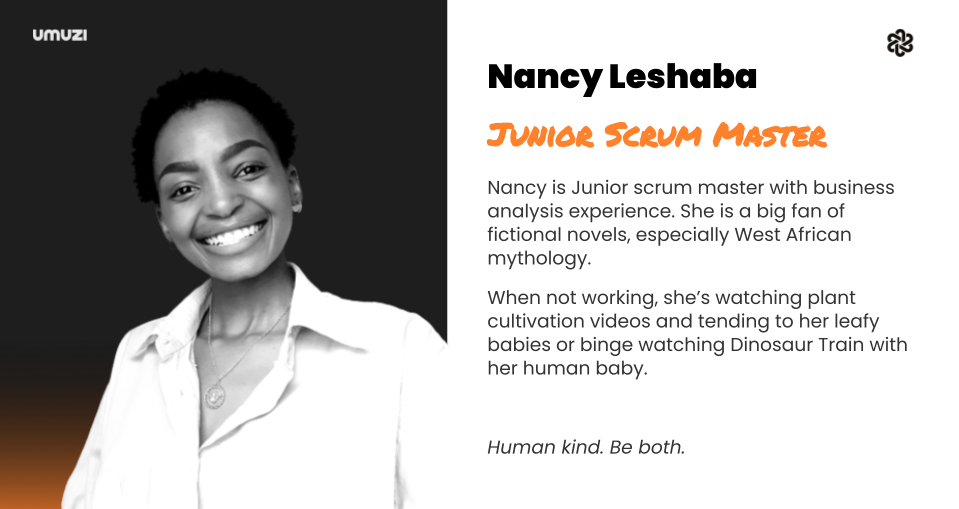 UMUZI
Nancy Leshaba
Junior Scrum Master
Nancy is Junior scrum master with business
analysis experience. She is a big fan of
fictional novels, especially West African
mythology.
When not working, she’s watching plant
cultivation videos and tending to her leafy
babies or binge watching Dinosaur Train with
her human baby.
Human kind. Be both.